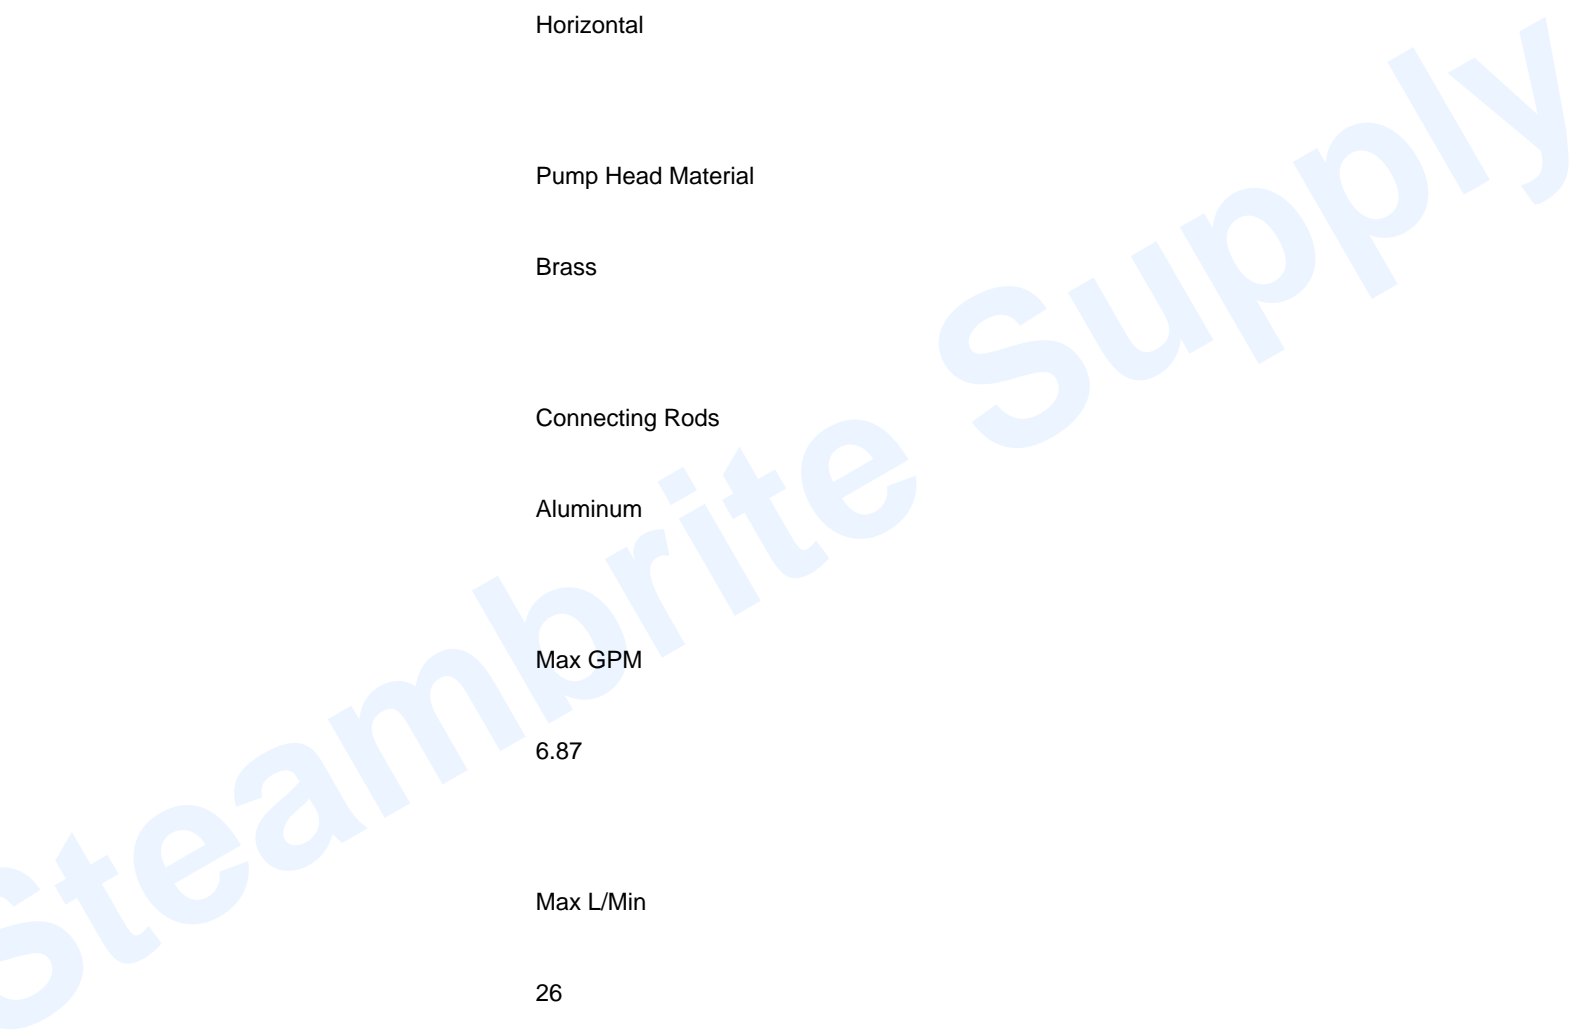 Horizontal
Pump Head Material
Brass
Connecting Rods
Aluminum
Max GPM
6.87
Max L/Min
26
Steambrite Supply